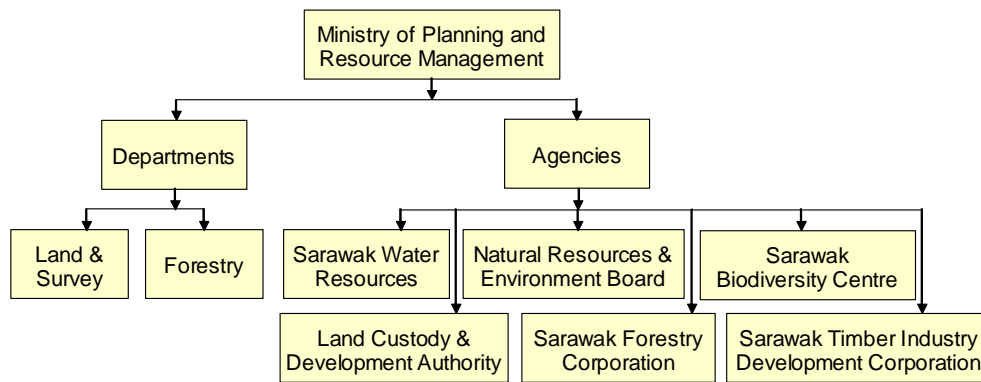 Ministry of Planning and
Resource Management
Departments
Agencies
Land &
Survey
Forestry
Sarawak Water
Resources
Natural Resources &
Environment Board
Sarawak
Biodiversity Centre
Land Custody &
Development Authority
Sarawak Forestry
Corporation
Sarawak Timber Industry
Development Corporation